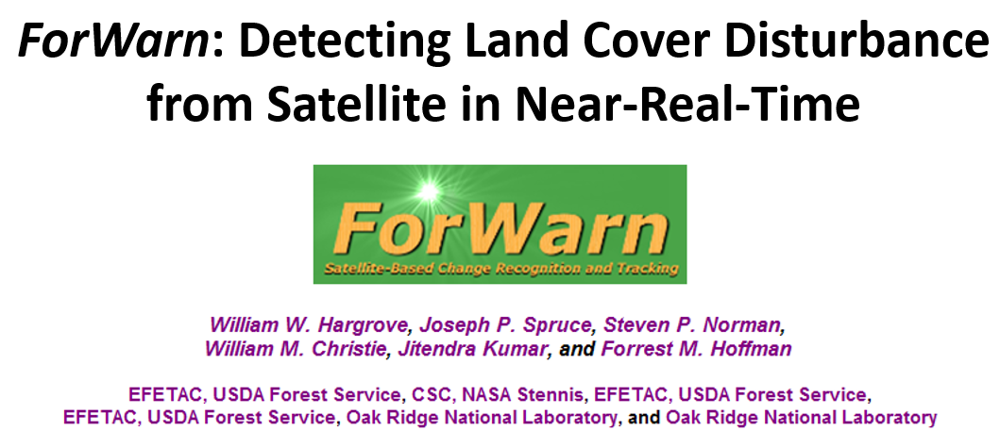 ForWarn: Detecting Land Cover Disturbance
from Satellite in Near-Real-Time
ForWarn
Satellite-Based Change Recognition and Tracking
William W. Hargrove, Joseph P. Spruce, Steven P. Norman,
William M. Christie, Jitendra Kumar, and Forrest M. Hoffman
EFETAC, USDA Forest Service, CSC, NASA Stennis, EFETAC, USDA Forest Service,
EFETAC, USDA Forest Service, Oak Ridge National Laboratory, and Oak Ridge National Laboratory